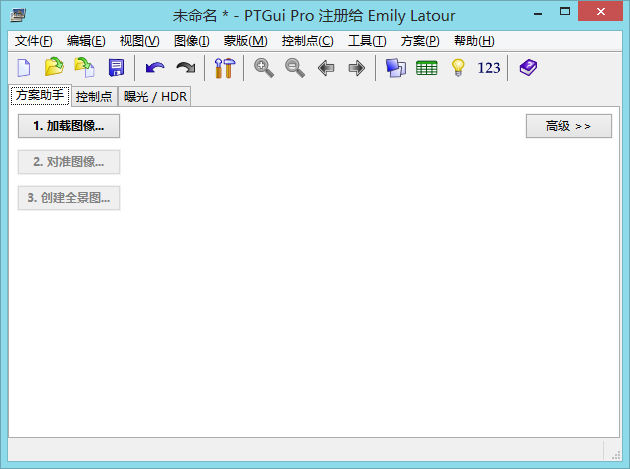 未命名 * - PTGui Pro 注册给 Emily Latour
文件(F) 编辑(E) 视图(V) 图像(I) 蒙版(M) 控制点(C) 工具(T) 方案(P) 帮助(H)
123
方案助手 控制点 曝光 / HDR
1. 加载图像... 高级 >>
2. 对准图像...
3. 创建全景图...